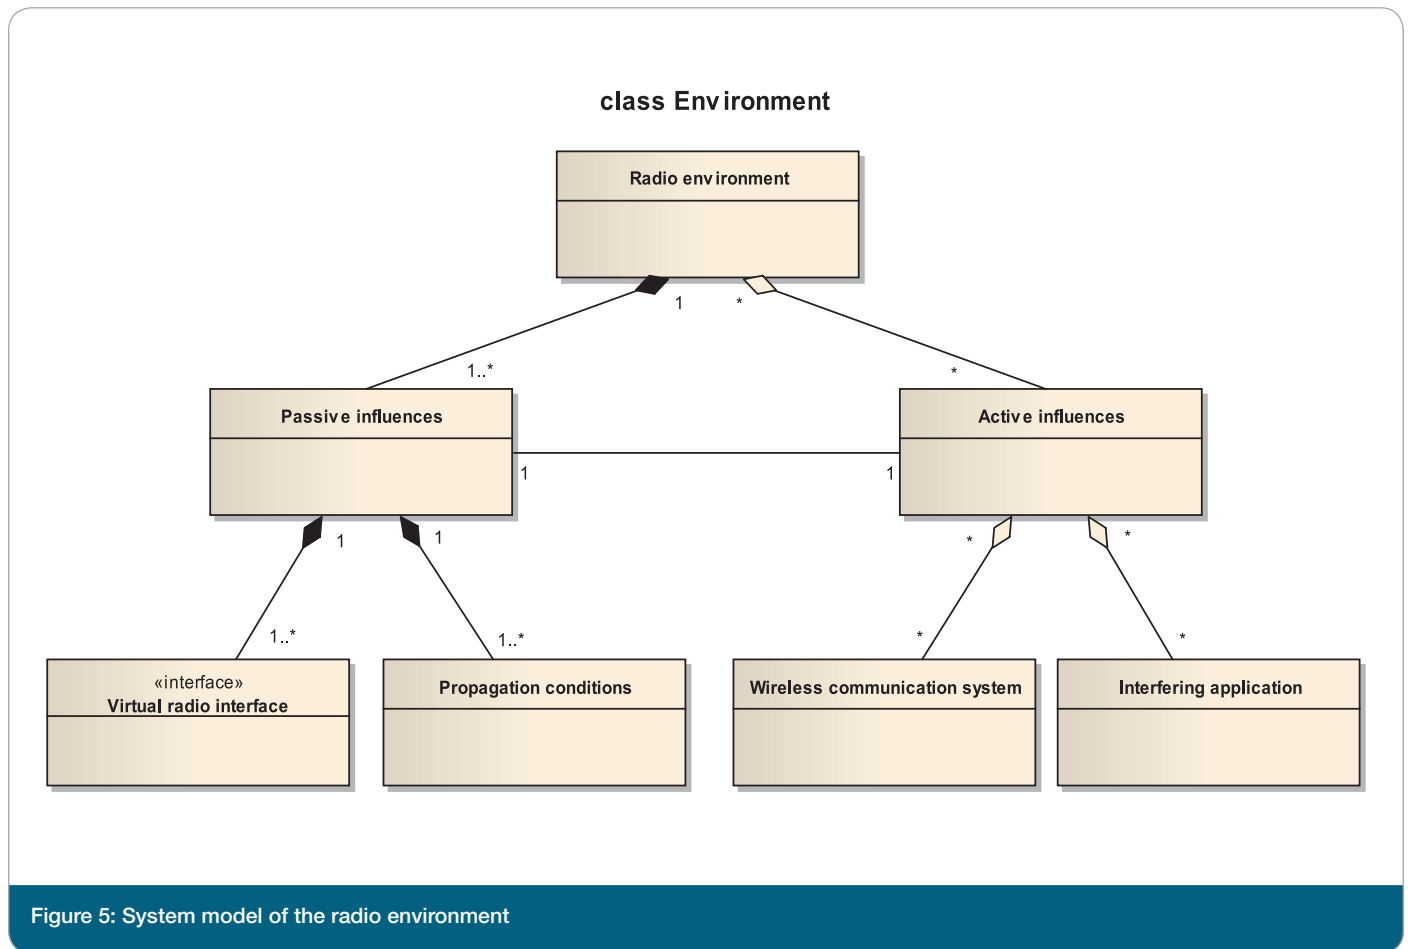 class Environment
Radio environment
1
*
1..*
*
Passive influences
Active influences
1
1
1
1
*
*
1..*
1..*
*
*
«interface»
Virtual radio interface
Propagation conditions
Wireless communication system
Interfering application
Figure 5: System model of the radio environment